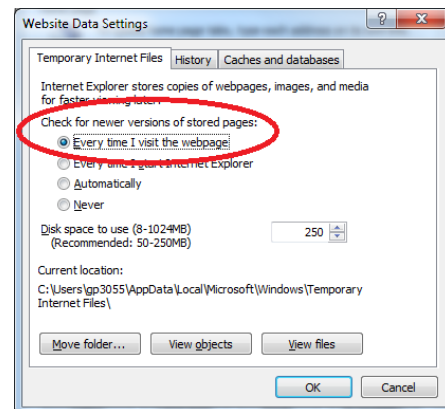 Website Data Settings
Temporary Internet Files History Caches and databases
Internet Explorer stores copies of webpages, images, and media
for faster viewing later.
Check for newer versions of stored pages:
Every time I visit the webpage
Every time I start Internet Explorer
Automatically
Never
Disk space to use (8-1024MB) 250
(Recommended: 50-250MB)
Current location:
C:\Users\gp3055\AppData\Local\Microsoft\Windows\Temporary
Internet Files\
Move folder... View objects View files
OK Cancel